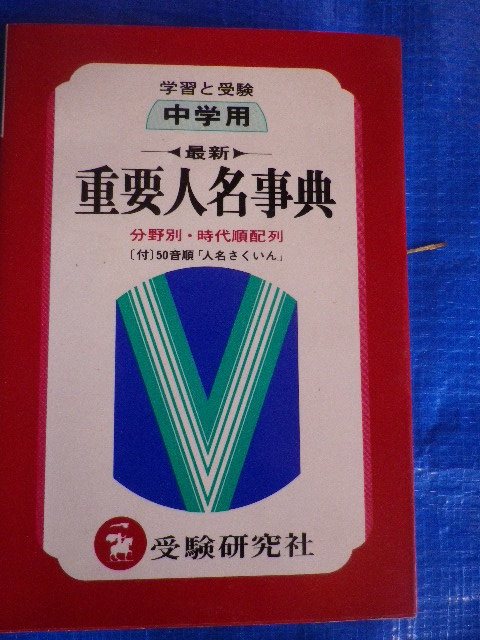 学習と受験
中学用
最新
重要人名事典
分野別・時代順配列
〔付〕50音順「人名さくいん」
受験研究社